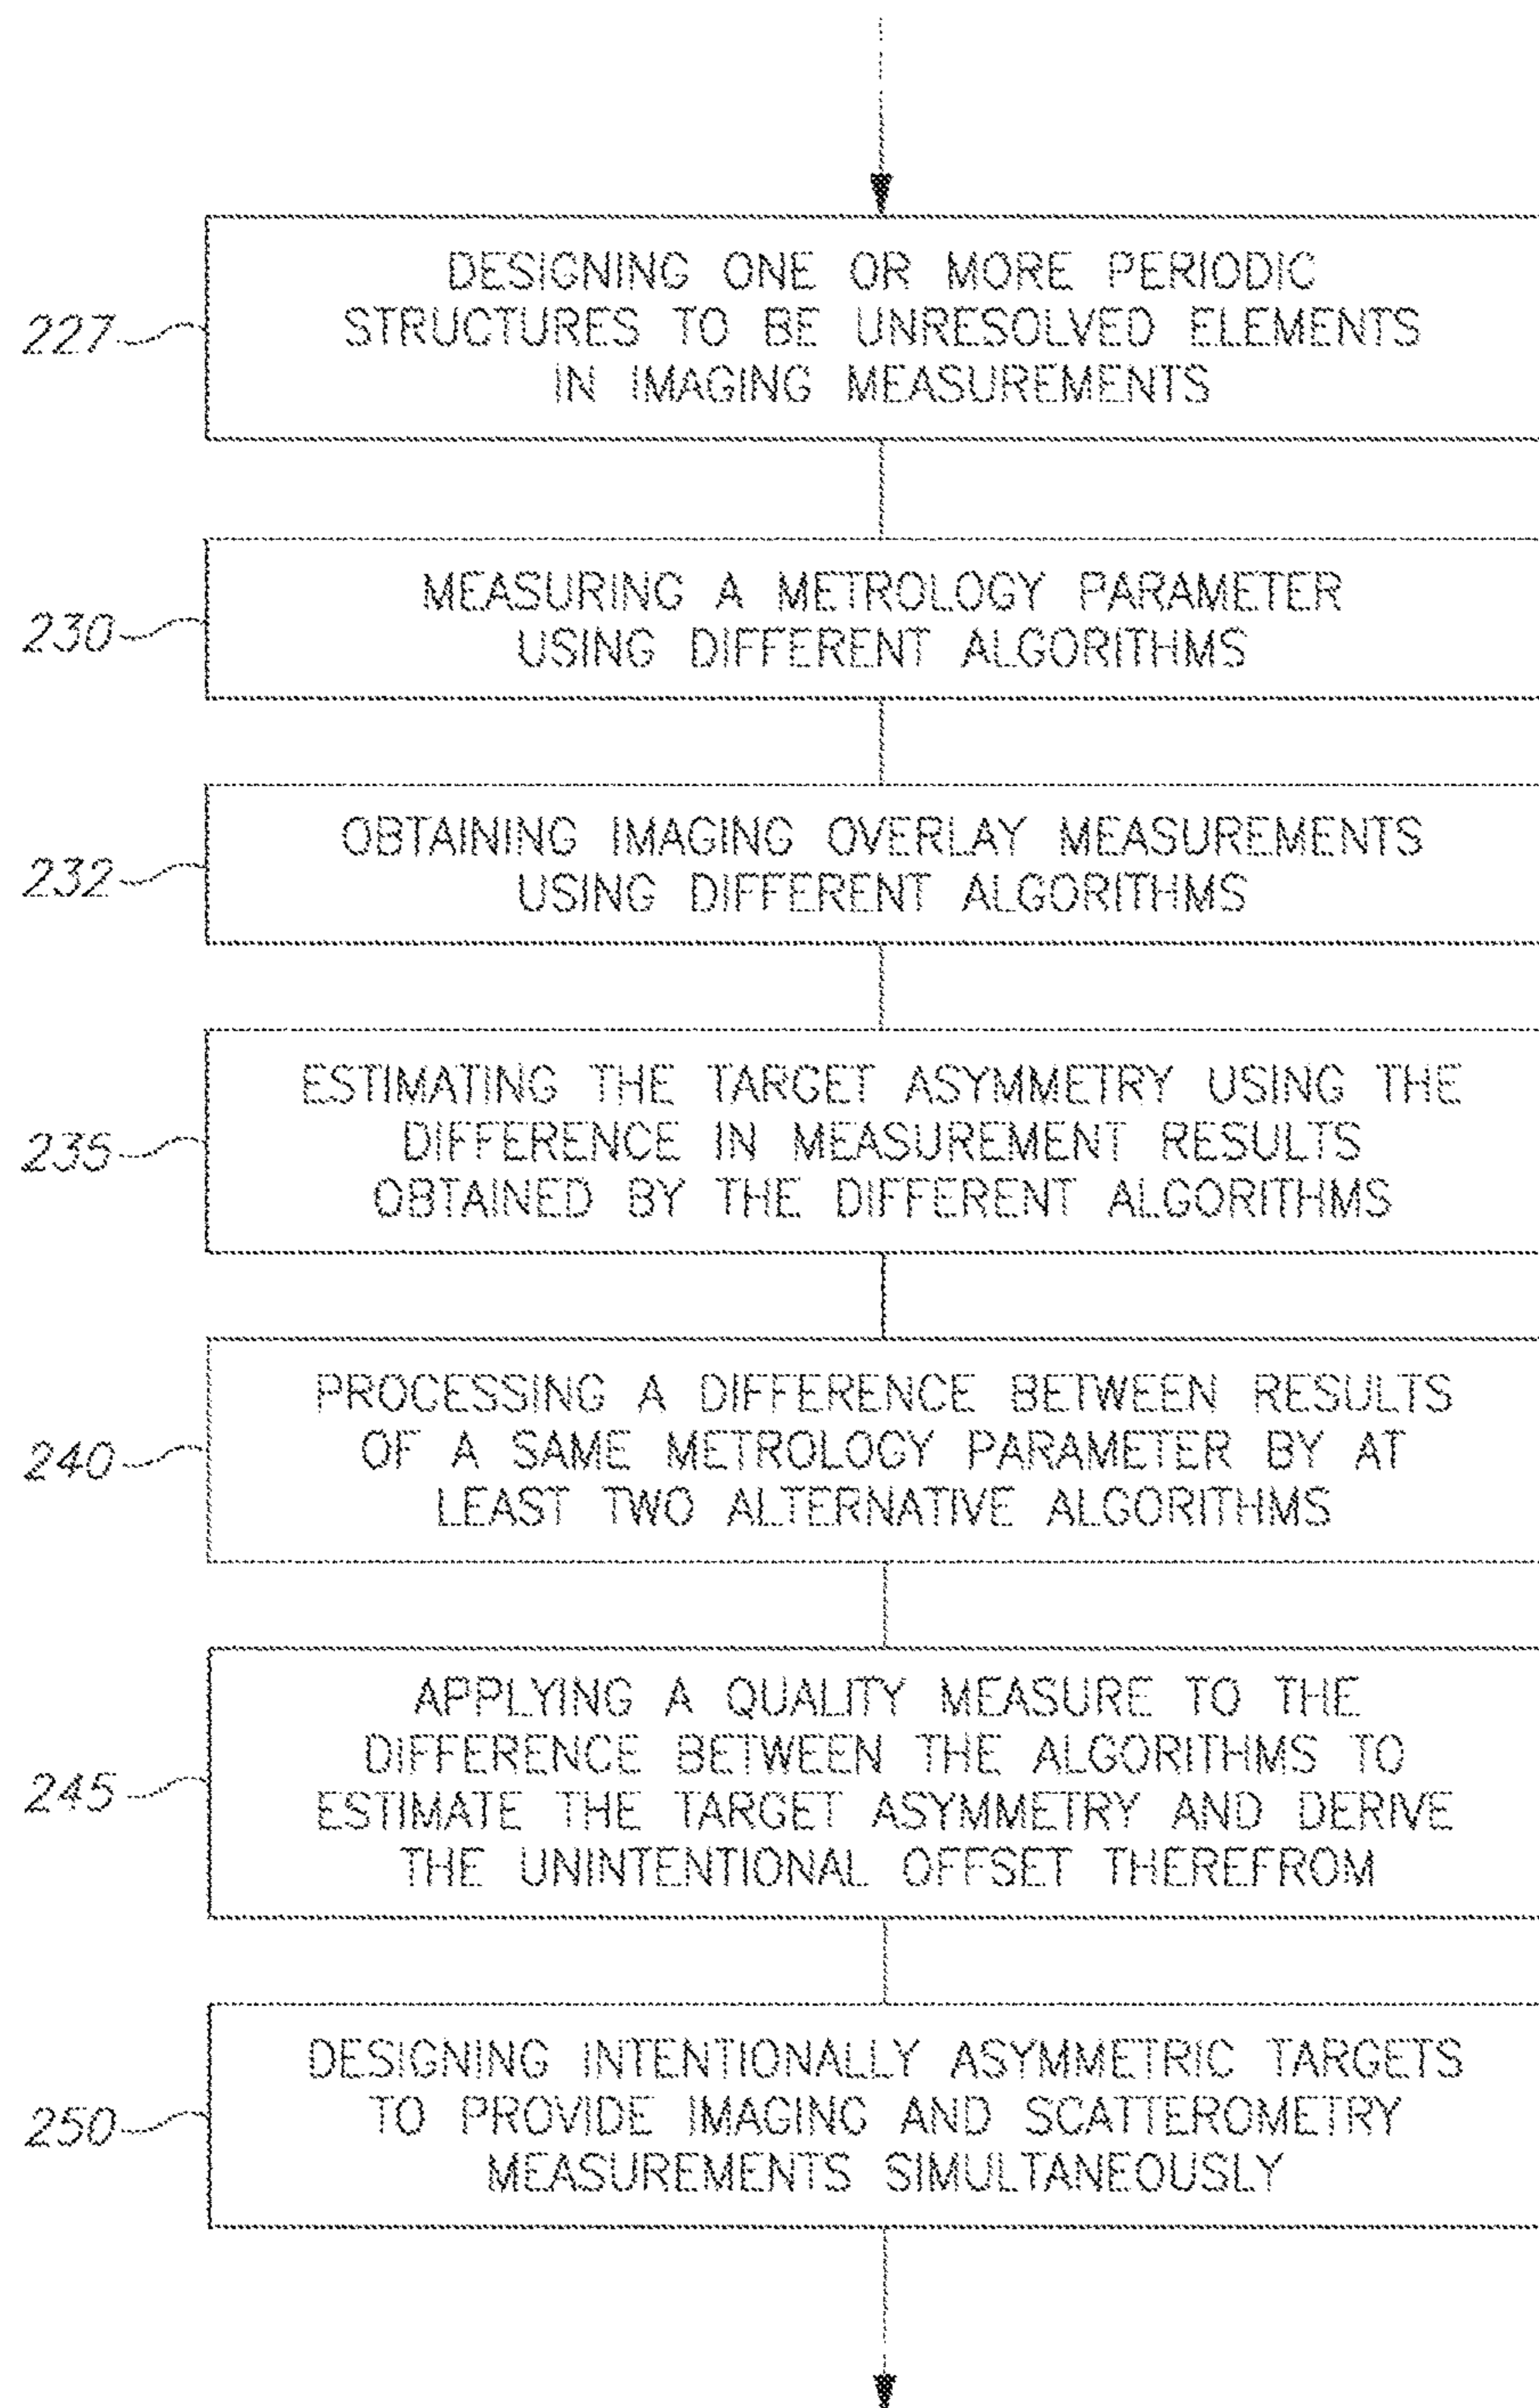 DESIGNING ONE OR MORE PERIODIC
STRUCTURES TO BE UNRESOLVED ELEMENTS
IN IMAGING MEASUREMENTS
227
MEASURING A METROLOGY PARAMETER
USING DIFFERENT ALGORITHMS
230
OBTAINING IMAGING OVERLAY MEASUREMENTS
USING DIFFERENT ALGORITHMS
232
ESTIMATING THE TARGET ASYMMETRY USING THE
DIFFERENCE IN MEASUREMENT RESULTS
OBTAINED BY THE DIFFERENT ALGORITHMS
235
PROCESSING A DIFFERENCE BETWEEN RESULTS
OF A SAME METROLOGY PARAMETER BY AT
LEAST TWO ALTERNATIVE ALGORITHMS
240
APPLYING A QUALITY MEASURE TO THE
DIFFERENCE BETWEEN THE ALGORITHMS TO
ESTIMATE THE TARGET ASYMMETRY AND DERIVE
THE UNINTENTIONAL OFFSET THEREFROM
245
DESIGNING INTENTIONALLY ASYMMETRIC TARGETS
TO PROVIDE IMAGING AND SCATTEROMETRY
MEASUREMENTS SIMULTANEOUSLY
250